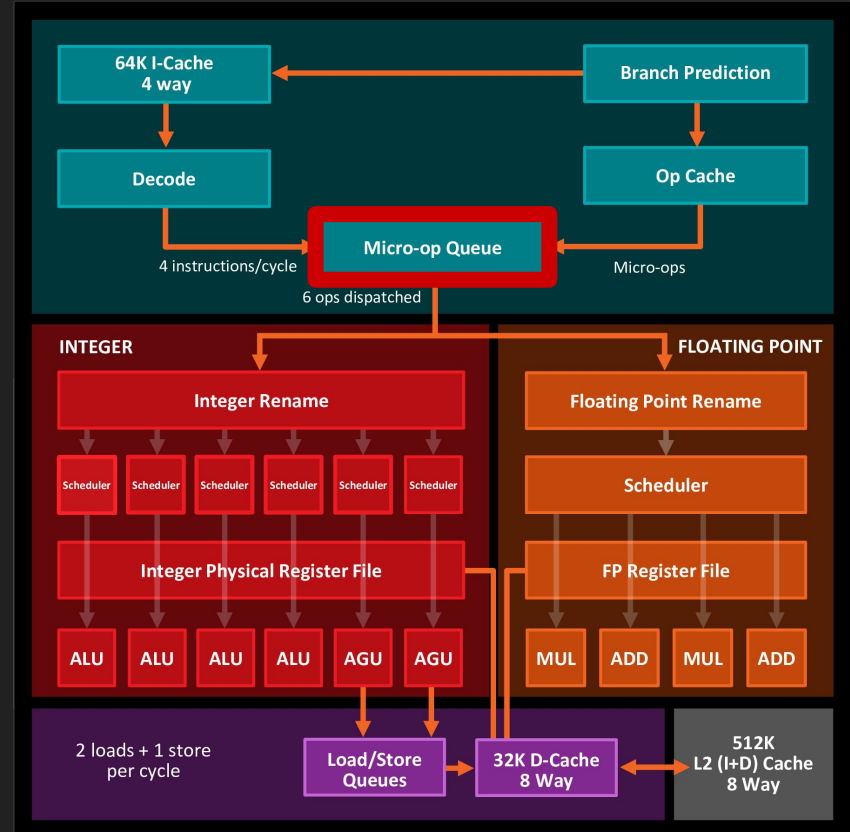 64K I-Cache
4 way
Branch Prediction
Decode
Op Cache
Micro-op Queue
4 instructions/cycle
Micro-ops
6 ops dispatched
INTEGER
FLOATING POINT
Integer Rename
Floating Point Rename
Scheduler
Scheduler
Scheduler
Scheduler
Scheduler
Scheduler
Scheduler
Integer Physical Register File
FP Register File
ALU
ALU
ALU
ALU
AGU
AGU
MUL
ADD
MUL
ADD
2 loads + 1 store
per cycle
Load/Store
Queues
32K D-Cache
8 Way
512K
L2 (I+D) Cache
8 Way